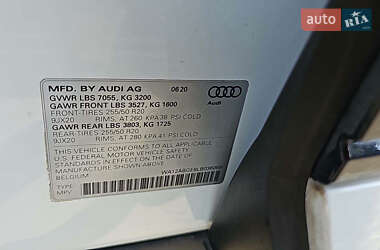 auto RIA
MFD. BY AUDI AG 06 20
GVWR LBS 7055, KG 3200
GAWR FRONT LBS 3527, KG 1600
FRONT-TIRES 255/50 R20
9JX20 RIMS, AT 260 KPA 38 PSI COLD
GAWR REAR LBS 3803, KG 1725
REAR-TIRES 255/50 R20
9JX20 RIMS, AT 280 KPA 41 PSI COLD
Audi
THIS VEHICLE CONFORMS TO ALL APPLICABLE
U.S. FEDERAL MOTOR VEHICLE
SAFETY STANDARDS IN EFFECT ON THE
DATE OF MANUFACTURE SHOWN ABOVE.
BELGIUM
TYPE:
MPV